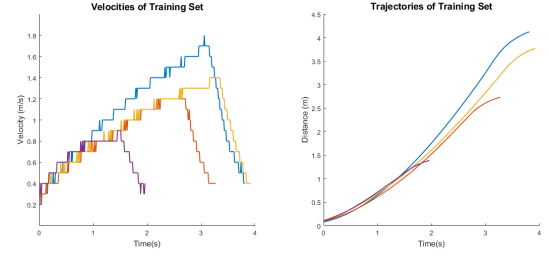 Velocities of Training Set
Velocity (m/s)
1.8
1.6
1.4
1.2
1
0.8
0.6
0.4
0.2
0 1 2 3 4
Time(s)
Trajectories of Training Set
Distance (m)
4.5
4
3.5
3
2.5
2
1.5
1
0.5
0
0 1 2 3 4
Time(s)